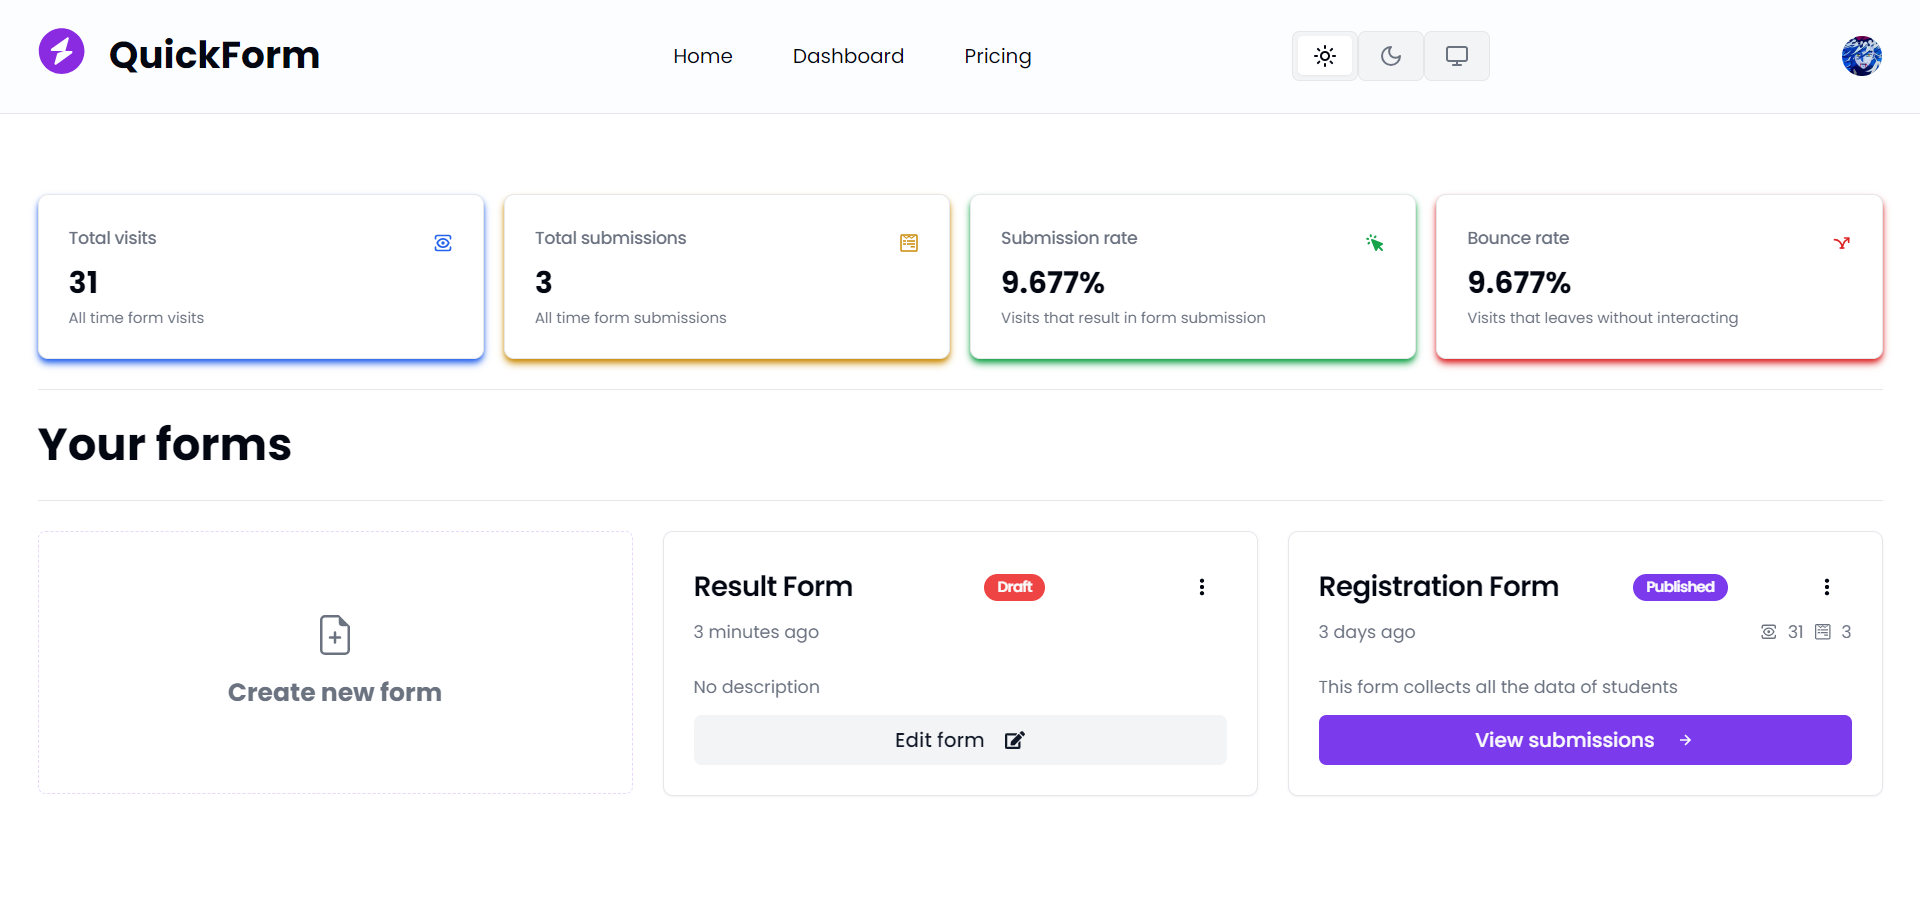 QuickForm
Home Dashboard Pricing
Total visits
31
All time form visits
Total submissions
3
All time form submissions
Submission rate
9.677%
Visits that result in form submission
Bounce rate
9.677%
Visits that leaves without interacting
Your forms
Create new form
Result Form Draft
3 minutes ago
No description
Edit form
Registration Form Published
3 days ago 31 3
This form collects all the data of students
View submissions